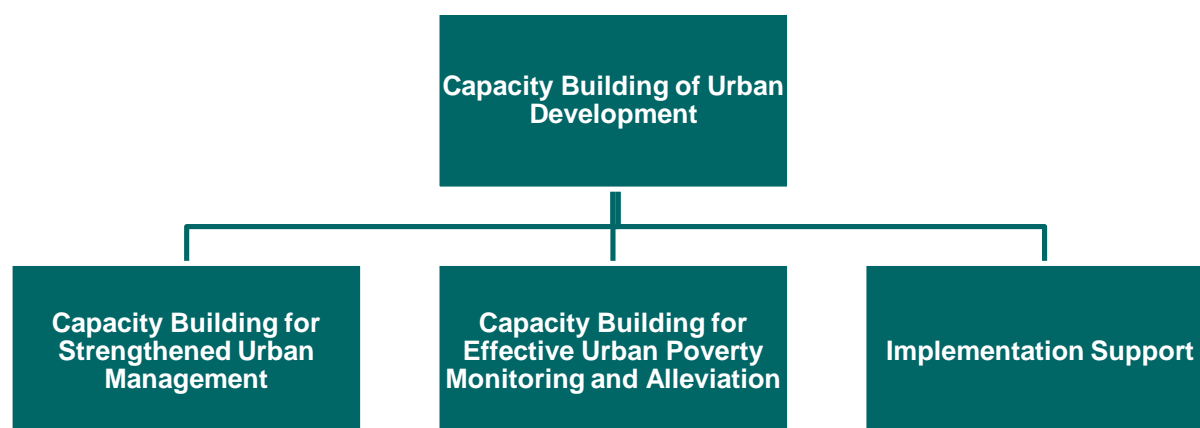 Capacity Building of Urban
Development
Capacity Building for
Strengthened Urban
Management
Capacity Building for
Effective Urban Poverty
Monitoring and Alleviation
Implementation Support